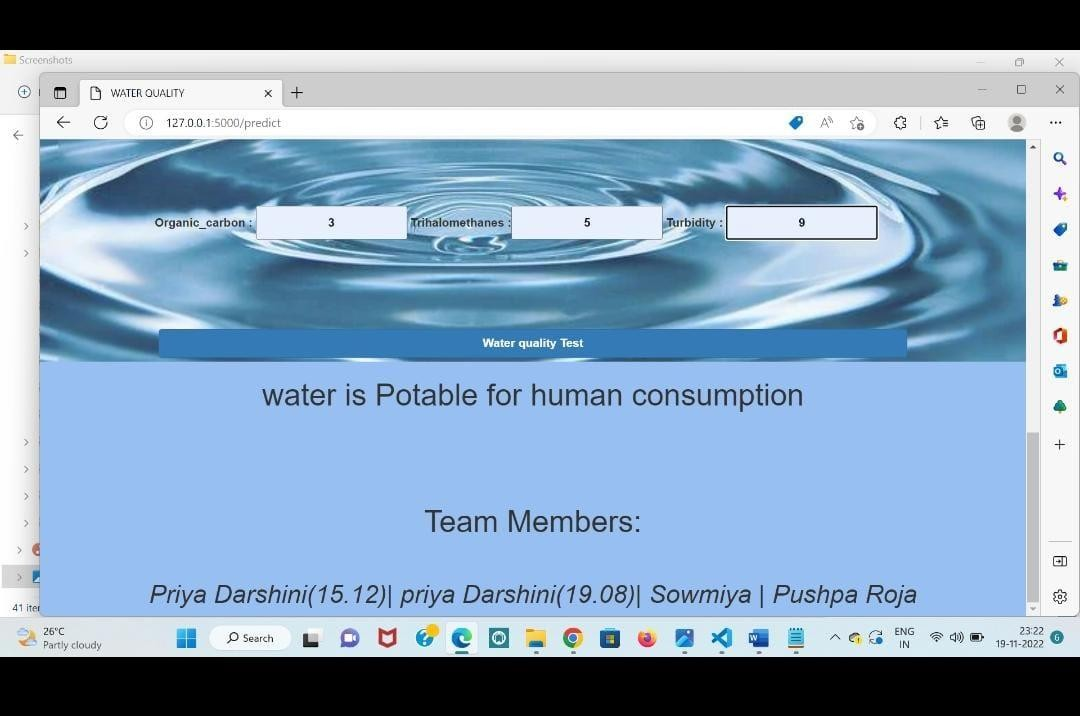 Screenshots
WATER QUALITY
127.0.0.1:5000/predict
Organic_carbon : 3 Trihalomethanes : 5 Turbidity : 9
Water quality Test
water is Potable for human consumption
Team Members:
Priya Darshini(15.12)| priya Darshini(19.08)| Sowmiya | Pushpa Roja
26°C
Partly cloudy
Search
ENG
IN
23:22
19-11-2022